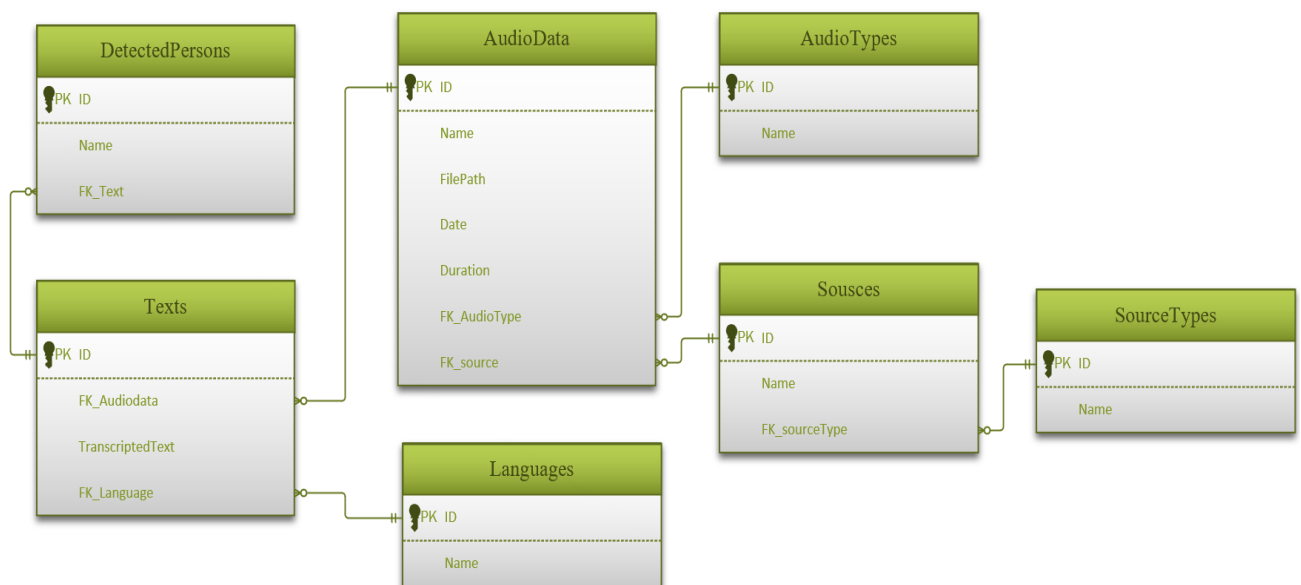 DetectedPersons
PK ID
Name
FK_Text
Texts
PK ID
FK_Audiodata
TranscriptedText
FK_Language
AudioData
PK ID
Name
FilePath
Date
Duration
FK_AudioType
FK_source
Languages
PK ID
Name
AudioTypes
PK ID
Name
Sousces
PK ID
Name
FK_sourceType
SourceTypes
PK ID
Name